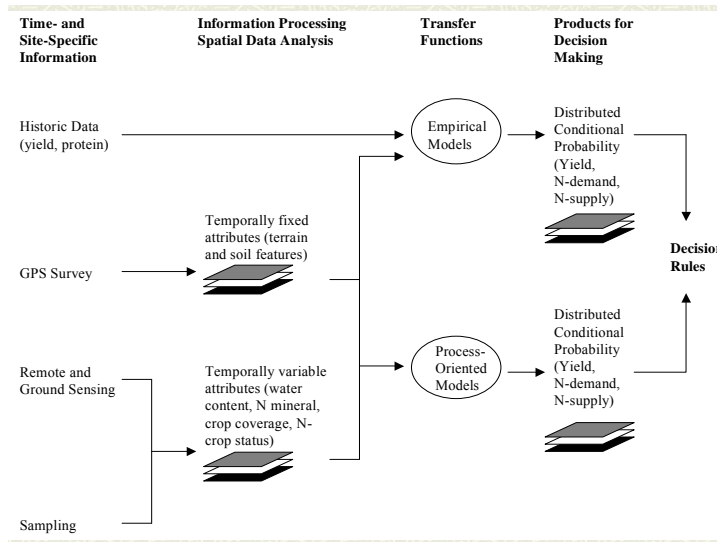 Time- and
Site-Specific
Information
Information Processing
Spatial Data Analysis
Transfer
Functions
Products for
Decision
Making
Historic Data
(yield, protein)
Empirical
Models
Distributed
Conditional
Probability
(Yield,
N-demand,
N-supply)
Temporally fixed
attributes (terrain
and soil features)
GPS Survey
Decision
Rules
Remote and
Ground Sensing
Temporally variable
attributes (water
content, N mineral,
crop coverage, N-
crop status)
Process-
Oriented
Models
Distributed
Conditional
Probability
(Yield,
N-demand,
N-supply)
Sampling